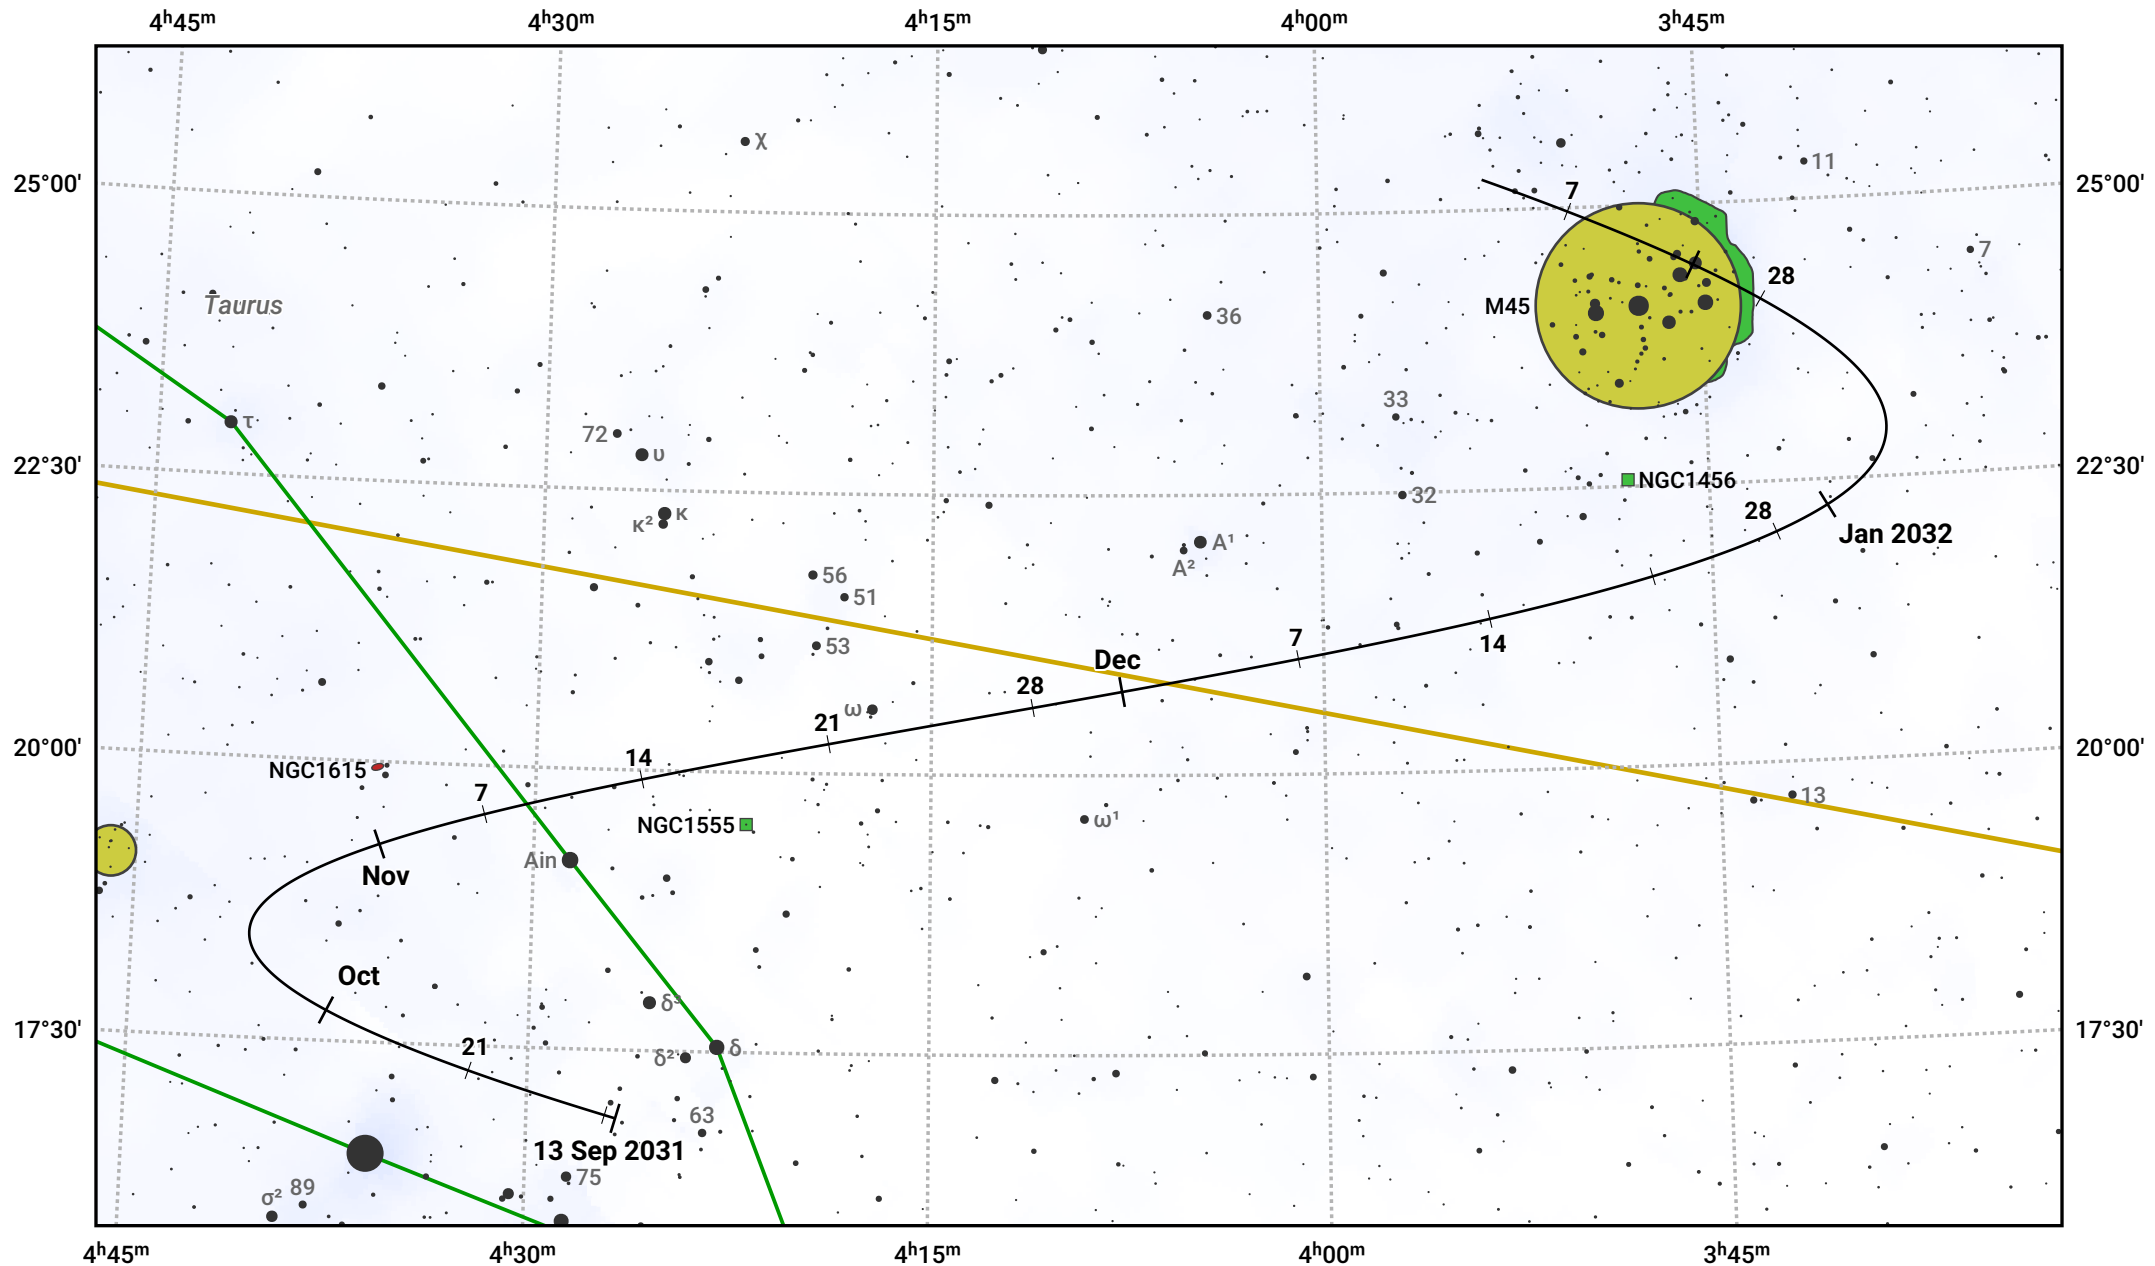 4ʰ45ᵐ 4ʰ30ᵐ 4ʰ15ᵐ 4ʰ00ᵐ 3ʰ45ᵐ
χ
11
25°00' 25°00'
7
7
28
Taurus
M45
36
33
τ
72
υ
22°30' 22°30'
NGC1456
32
κ
κ²
28
Jan 2032
A¹
A²
56
51
53
7
14
Dec
28
ω
21
20°00' 20°00'
14
NGC1615
7
13
NGC1555
ω¹
Ain
Nov
Oct
δ³
17°30' 17°30'
21
δ
δ²
63
13 Sep 2031
75
89
σ²
4ʰ45ᵐ 4ʰ30ᵐ 4ʰ15ᵐ 4ʰ00ᵐ 3ʰ45ᵐ